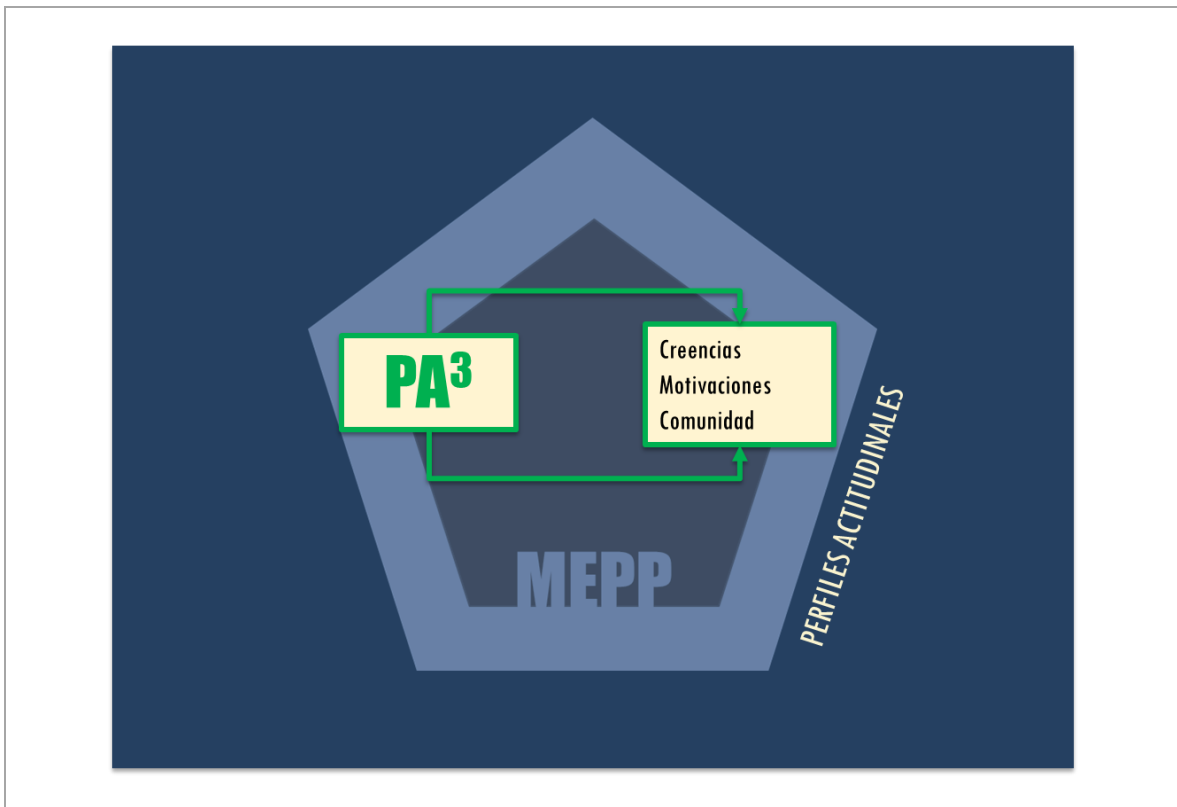 PA³
Creencias
Motivaciones
Comunidad
MEPP
PERFILES ACTITUDINALES